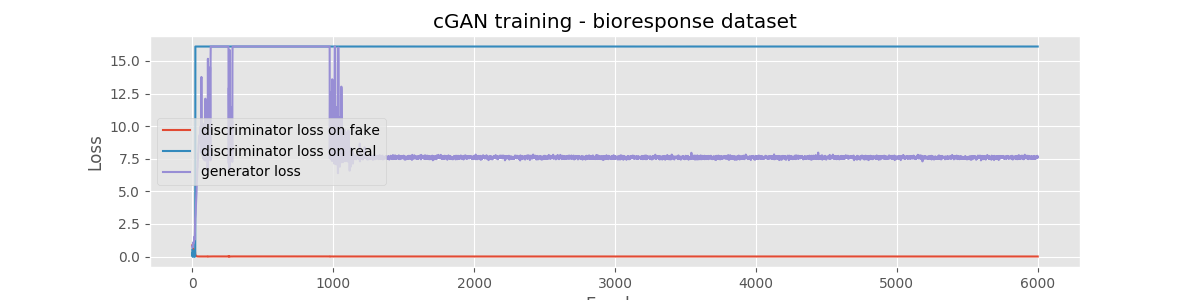 cGAN training - bioresponse dataset
15.0
12.5
10.0
7.5
5.0
2.5
0.0
Loss
discriminator loss on fake
discriminator loss on real
generator loss
0 1000 2000 3000 4000 5000 6000